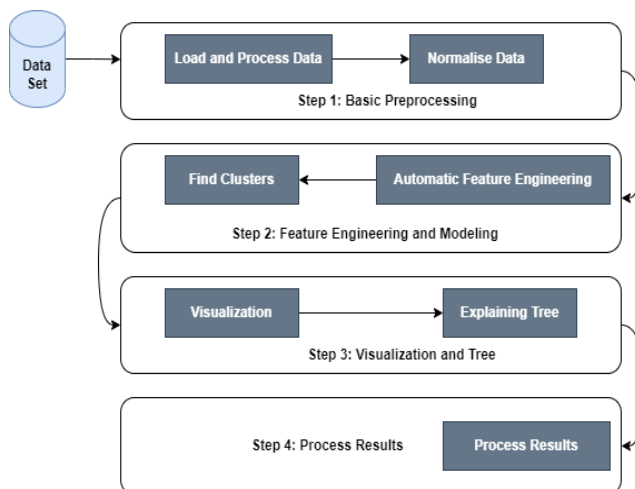 Data
Set
Load and Process Data
Normalise Data
Step 1: Basic Preprocessing
Find Clusters
Automatic Feature Engineering
Step 2: Feature Engineering and Modeling
Visualization
Explaining Tree
Step 3: Visualization and Tree
Step 4: Process Results
Process Results